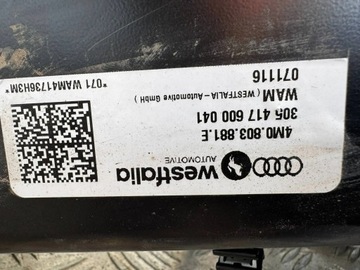 westfalia
AUTOMOTIVE
4M0.803.881.E
305 417 600 041
WAM ( WESTFALIA - Automotive GmbH )
071116
*071 WAM41736H3M*